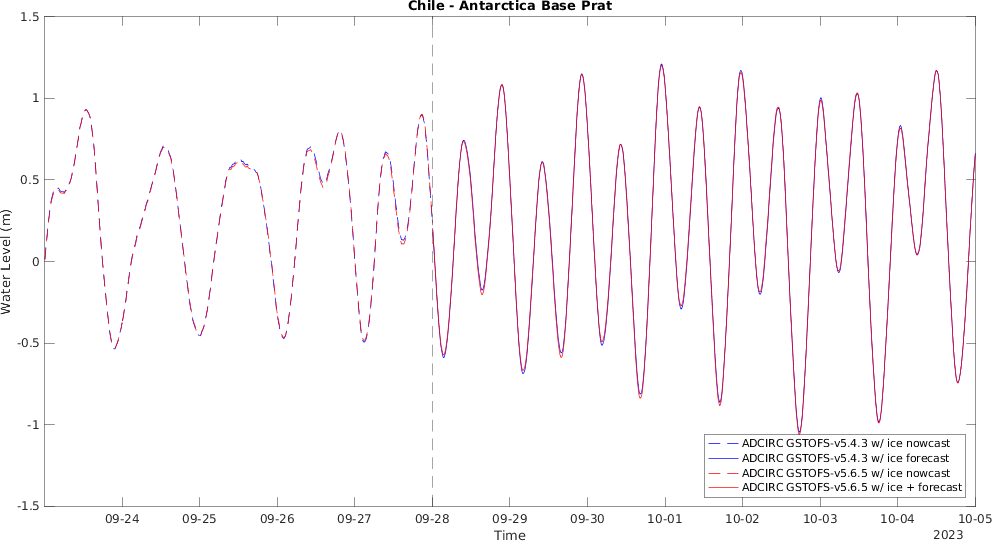 Chile - Antarctica Base Prat
1.5
1
0.5
0
-0.5
-1
-1.5
Water Level (m)
ADCIRC GSTOFS-v5.4.3 w/ ice nowcast
ADCIRC GSTOFS-v5.4.3 w/ ice forecast
ADCIRC GSTOFS-v5.6.5 w/ ice nowcast
ADCIRC GSTOFS-v5.6.5 w/ ice + forecast
09-24 09-25 09-26 09-27 09-28 09-29 09-30 10-01 10-02 10-03 10-04 10-05
Time
2023